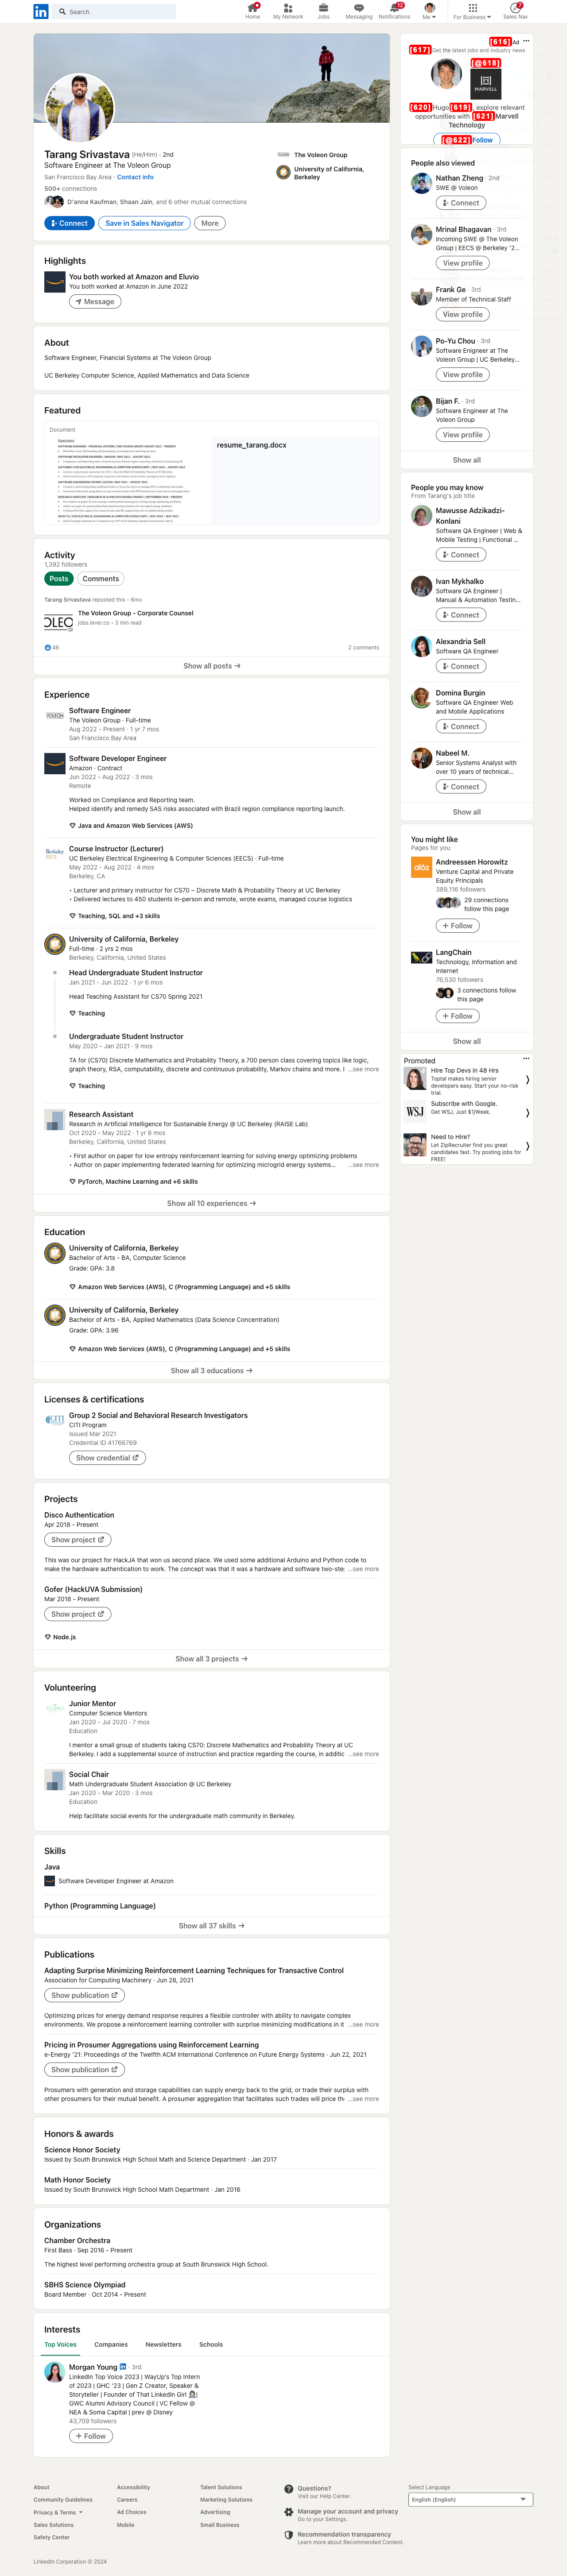 Search
Home
My Network
Jobs
Messaging
12
Notifications
Me
For Business
7
Sales Nav
Tarang Srivastava (He/Him) · 2nd
Software Engineer at The Voleon Group
San Francisco Bay Area · Contact info
500+ connections
D'anna Kaufman, Shaan Jain, and 6 other mutual connections
The Voleon Group
University of California,
Berkeley
Connect
Save in Sales Navigator
More
Highlights
You both worked at Amazon and Eluvio
You both worked at Amazon in June 2022
Message
About
Software Engineer, Financial Systems at The Voleon Group
UC Berkeley Computer Science, Applied Mathematics and Data Science
Featured
Document
resume_tarang.docx
Activity
1,392 followers
Posts
Comments
Tarang Srivastava reposted this • 6mo
OLEO
The Voleon Group - Corporate Counsel
jobs.lever.co • 3 min read
46
2 comments
Show all posts →
Experience
VOLEON
Software Engineer
The Voleon Group · Full-time
Aug 2022 - Present · 1 yr 7 mos
San Francisco Bay Area
Software Developer Engineer
Amazon · Contract
Jun 2022 - Aug 2022 · 3 mos
Remote
Worked on Compliance and Reporting team.
Helped identify and remedy SAS risks associated with Brazil region compliance reporting launch.
Java and Amazon Web Services (AWS)
Berkeley
EECS
Course Instructor (Lecturer)
UC Berkeley Electrical Engineering & Computer Sciences (EECS) · Full-time
May 2022 - Aug 2022 · 4 mos
Berkeley, CA
• Lecturer and primary instructor for CS70 – Discrete Math & Probability Theory at UC Berkeley
• Delivered lectures to 450 students in-person and remote, wrote exams, managed course logistics
Teaching, SQL and +3 skills
University of California, Berkeley
Full-time · 2 yrs 2 mos
Berkeley, California, United States
Head Undergraduate Student Instructor
Jan 2021 - Jun 2022 · 1 yr 6 mos
Head Teaching Assistant for CS70 Spring 2021
Teaching
Undergraduate Student Instructor
May 2020 - Jan 2021 · 9 mos
TA for (CS70) Discrete Mathematics and Probability Theory, a 700 person class covering topics like logic,
graph theory, RSA, computability, discrete and continuous probability, Markov chains and more. I …see more
Teaching
Research Assistant
Research in Artificial Intelligence for Sustainable Energy @ UC Berkeley (RAISE Lab)
Oct 2020 - May 2022 · 1 yr 8 mos
Berkeley, California, United States
• First author on paper for low entropy reinforcement learning for solving energy optimizing problems
• Author on paper implementing federated learning for optimizing microgrid energy systems... …see more
PyTorch, Machine Learning and +6 skills
Show all 10 experiences →
Education
University of California, Berkeley
Bachelor of Arts - BA, Computer Science
Grade: GPA: 3.8
Amazon Web Services (AWS), C (Programming Language) and +5 skills
University of California, Berkeley
Bachelor of Arts - BA, Applied Mathematics (Data Science Concentration)
Grade: GPA: 3.96
Amazon Web Services (AWS), C (Programming Language) and +5 skills
Show all 3 educations →
Licenses & certifications
CITI
Group 2 Social and Behavioral Research Investigators
CITI Program
Issued Mar 2021
Credential ID 41766769
Show credential
Projects
Disco Authentication
Apr 2018 - Present
Show project
This was our project for HackJA that won us second place. We used some additional Arduino and Python code to
make the hardware authentication to work. The concept was that it was a hardware and software two-ste …see more
Gofer (HackUVA Submission)
Mar 2018 - Present
Show project
Node.js
Show all 3 projects →
Volunteering
Junior Mentor
Computer Science Mentors
Jan 2020 - Jul 2020 · 7 mos
Education
I mentor a small group of students taking CS70: Discrete Mathematics and Probability Theory at UC
Berkeley. I add a supplemental source of instruction and practice regarding the course, in additic …see more
Social Chair
Math Undergraduate Student Association @ UC Berkeley
Jan 2020 - Mar 2020 · 3 mos
Education
Help facilitate social events for the undergraduate math community in Berkeley.
Skills
Java
Software Developer Engineer at Amazon
Python (Programming Language)
Show all 37 skills →
Publications
Adapting Surprise Minimizing Reinforcement Learning Techniques for Transactive Control
Association for Computing Machinery · Jun 28, 2021
Show publication
Optimizing prices for energy demand response requires a flexible controller with ability to navigate complex
environments. We propose a reinforcement learning controller with surprise minimizing modifications in it …see more
Pricing in Prosumer Aggregations using Reinforcement Learning
e-Energy '21: Proceedings of the Twelfth ACM International Conference on Future Energy Systems · Jun 22, 2021
Show publication
Prosumers with generation and storage capabilities can supply energy back to the grid, or trade their surplus with
other prosumers for their mutual benefit. A prosumer aggregation that facilitates such trades will price the …see more
Honors & awards
Science Honor Society
Issued by South Brunswick High School Math and Science Department · Jan 2017
Math Honor Society
Issued by South Brunswick High School Math Department · Jan 2016
Organizations
Chamber Orchestra
First Bass · Sep 2016 - Present
The highest level performing orchestra group at South Brunswick High School.
SBHS Science Olympiad
Board Member · Oct 2014 - Present
Interests
Top Voices
Companies
Newsletters
Schools
Morgan Young · 3rd
LinkedIn Top Voice 2023 | WayUp's Top Intern
of 2023 | GHC '23 | Gen Z Creator, Speaker &
Storyteller | Founder of That LinkedIn Girl |
GWC Alumni Advisory Council | VC Fellow @
NEA & Soma Capital | prev @ Disney
43,709 followers
+ Follow
[616] Ad
[617] Get the latest jobs and industry news
[@618]
MARVELL
[620] Hugo [619], explore relevant
opportunities with [621] Marvell
Technology
[@622] Follow
People also viewed
Nathan Zheng · 2nd
SWE @ Voleon
Connect
Mrinal Bhagavan · 3rd
Incoming SWE @ The Voleon
Group | EECS @ Berkeley '2...
View profile
Frank Ge · 3rd
Member of Technical Staff
View profile
Po-Yu Chou · 3rd
Software Enigneer at The
Voleon Group | UC Berkeley...
View profile
Bijan F. · 3rd
Software Engineer at The
Voleon Group
View profile
Show all
People you may know
From Tarang's job title
Mawusse Adzikadzi-
Konlani
Software QA Engineer | Web &
Mobile Testing | Functional ...
Connect
Ivan Mykhalko
Software QA Engineer |
Manual & Automation Testin...
Connect
Alexandria Sell
Software QA Engineer
Connect
Domina Burgin
Software QA Engineer Web
and Mobile Applications
Connect
Nabeel M.
Senior Systems Analyst with
over 10 years of technical...
Connect
Show all
You might like
Pages for you
a16z
Andreessen Horowitz
Venture Capital and Private
Equity Principals
389,116 followers
29 connections
follow this page
+ Follow
LangChain
Technology, Information and
Internet
76,530 followers
3 connections follow
this page
+ Follow
Show all
Promoted
Hire Top Devs in 48 Hrs
Toptal makes hiring senior
developers easy. Start your no-risk
trial.
WSJ
Subscribe with Google.
Get WSJ, Just $1/Week.
Need to Hire?
Let ZipRecruiter find you great
candidates fast. Try posting jobs for
FREE!
About
Accessibility
Talent Solutions
Community Guidelines
Careers
Marketing Solutions
Privacy & Terms
Ad Choices
Advertising
Sales Solutions
Mobile
Small Business
Safety Center
Questions?
Visit our Help Center.
Manage your account and privacy
Go to your Settings.
Recommendation transparency
Learn more about Recommended Content.
Select Language
English (English)
LinkedIn Corporation © 2024